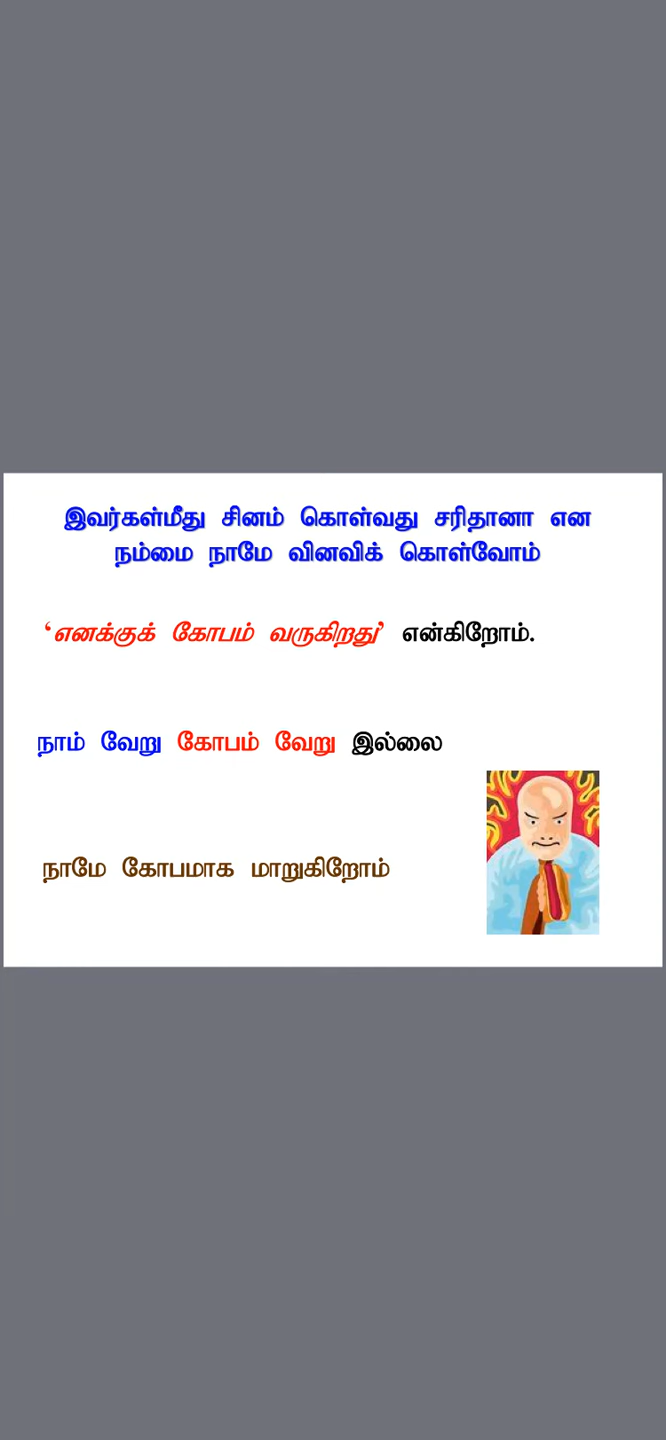 இவர்கள்மீது சினம் கொள்வது சரிதானா என
நம்மை நாமே வினவிக் கொள்வோம்
‘எனக்குக் கோபம் வருகிறது’ என்கிறோம்.
நாம் வேறு கோபம் வேறு இல்லை
நாமே கோபமாக மாறுகிறோம்